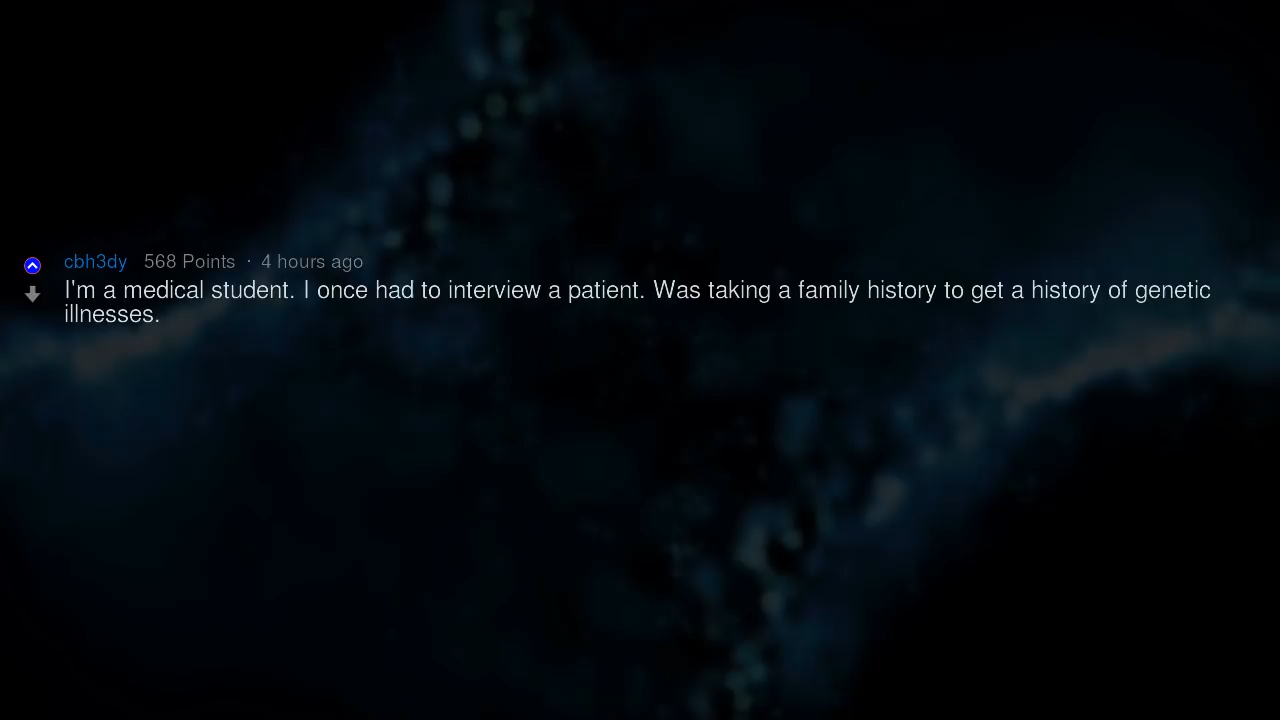 cbh3dy 568 Points · 4 hours ago
I'm a medical student. I once had to interview a patient. Was taking a family history to get a history of genetic
illnesses.